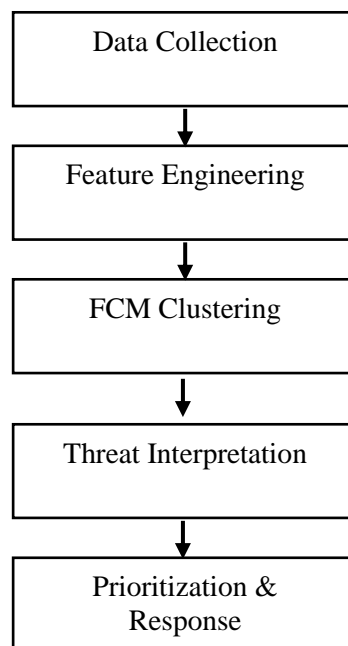 Data Collection
Feature Engineering
FCM Clustering
Threat Interpretation
Prioritization &
Response